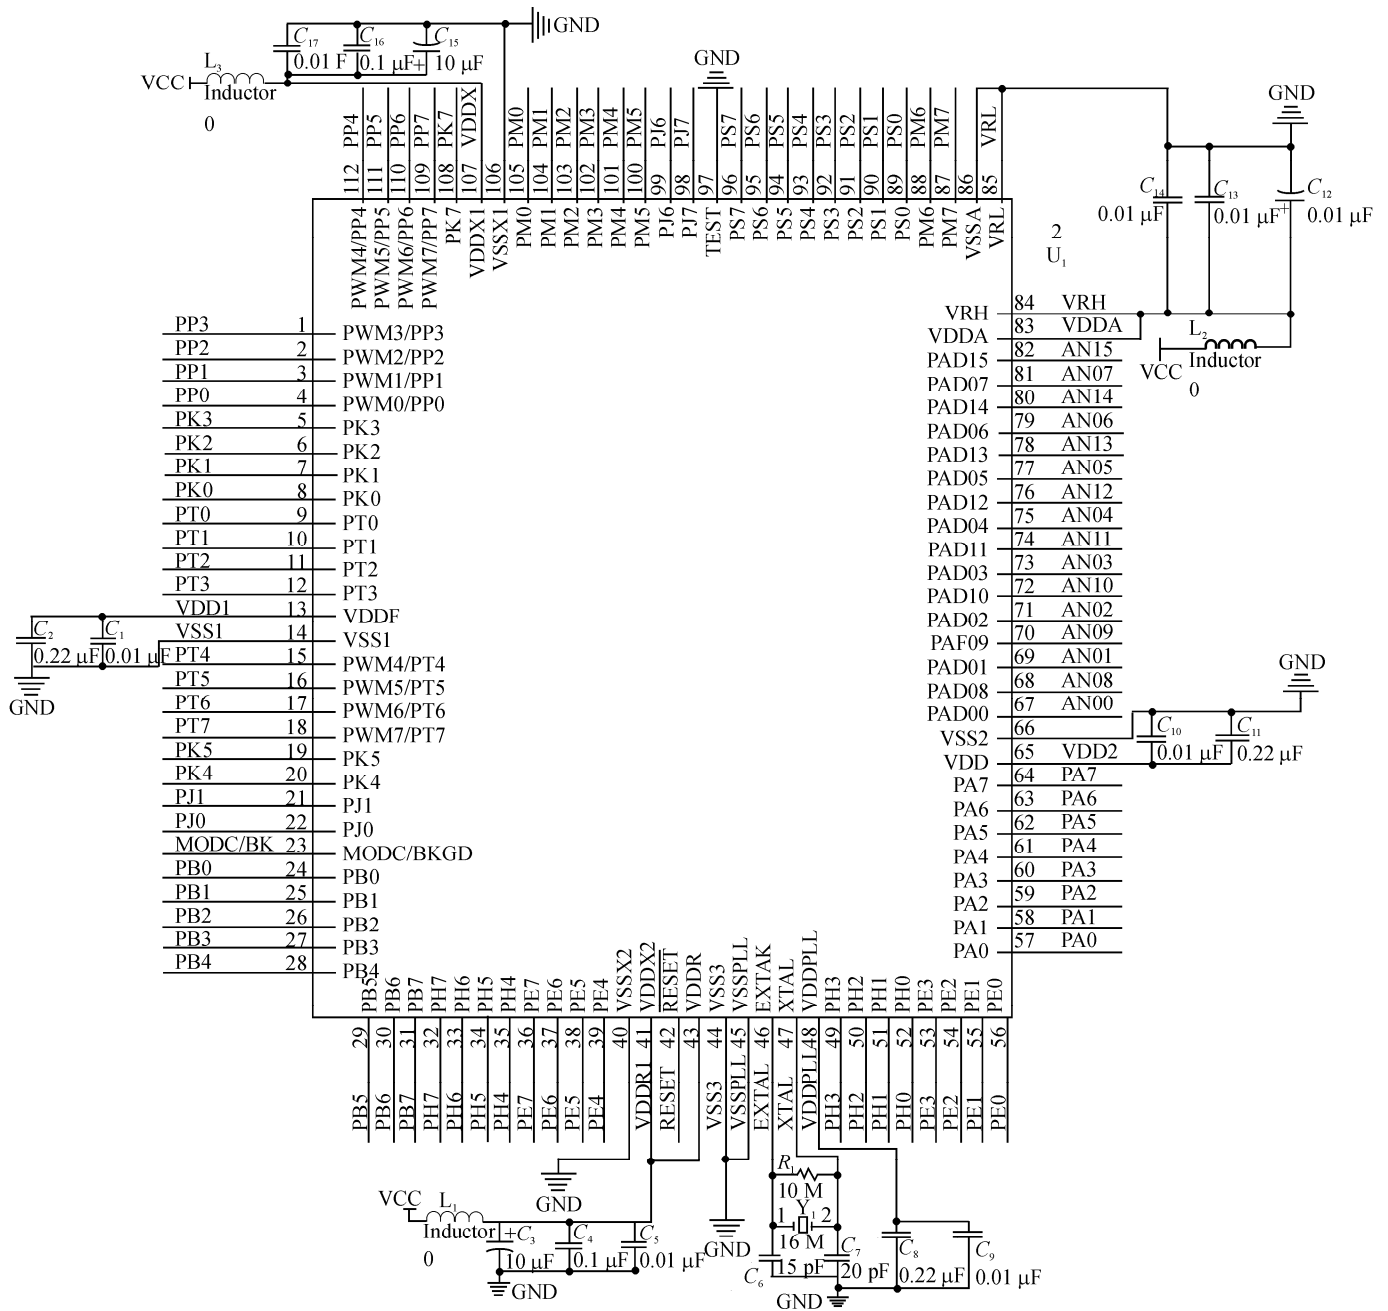 C17 C16 C15 GND
0.01 F 0.1 μF+ 10 μF
L3
VCC
Inductor
0
GND
PP4 PP5 PP6 PP7 PK7 VDDX PM0 PM1 PM2 PM3 PM4 PM5 PJ6 PJ7 PS7 PS6 PS5 PS4 PS3 PS2 PS1 PS0 PM6 PM7 VRL
112 111 110 109 108 107 106 105 104 103 102 101 100 99 98 97 96 95 94 93 92 91 90 89 88 87 86 85
PWM4/PP4 PWM5/PP5 PWM6/PP6 PWM7/PP7 PK7 VDDX1 VSSX1 PM0 PM1 PM2 PM3 PM4 PM5 PJ6 PJ7 TEST PS7 PS6 PS5 PS4 PS3 PS2 PS1 PS0 PM6 PM7 VSSA VRL
GND
C14 C13 C12
0.01 μF 0.01 μF+ 0.01 μF
2
U1
L2
VCC
Inductor
0
PP3 1 PWM3/PP3
PP2 2 PWM2/PP2
PP1 3 PWM1/PP1
PP0 4 PWM0/PP0
PK3 5 PK3
PK2 6 PK2
PK1 7 PK1
PK0 8 PK0
PT0 9 PT0
PT1 10 PT1
PT2 11 PT2
PT3 12 PT3
VDD1 13 VDDF
VSS1 14 VSS1
PT4 15 PWM4/PT4
PT5 16 PWM5/PT5
PT6 17 PWM6/PT6
PT7 18 PWM7/PT7
PK5 19 PK5
PK4 20 PK4
PJ1 21 PJ1
PJ0 22 PJ0
MODC/BK 23 MODC/BKGD
PB0 24 PB0
PB1 25 PB1
PB2 26 PB2
PB3 27 PB3
PB4 28 PB4
C2 C1
0.22 μF 0.01 μF
GND
VRH 84 VRH
VDDA 83 VDDA
PAD15 82 AN15
PAD07 81 AN07
PAD14 80 AN14
PAD06 79 AN06
PAD13 78 AN13
PAD05 77 AN05
PAD12 76 AN12
PAD04 75 AN04
PAD11 74 AN11
PAD03 73 AN03
PAD10 72 AN10
PAD02 71 AN02
PAF09 70 AN09
PAD01 69 AN01
PAD08 68 AN08
PAD00 67 AN00
VSS2 66
VDD 65 VDD2
PA7 64 PA7
PA6 63 PA6
PA5 62 PA5
PA4 61 PA4
PA3 60 PA3
PA2 59 PA2
PA1 58 PA1
PA0 57 PA0
GND
C10 C11
0.01 μF 0.22 μF
PB5 PB6 PB7 PH7 PH6 PH5 PH4 PE7 PE6 PE5 PE4 VSSX2 VDDX2 RESET VDDR VSS3 VSSPLL EXTAK XTAL VDDPLL PH3 PH2 PH1 PH0 PE3 PE2 PE1 PE0
29 30 31 32 33 34 35 36 37 38 39 40 41 42 43 44 45 46 47 48 49 50 51 52 53 54 55 56
PB5 PB6 PB7 PH7 PH6 PH5 PH4 PE7 PE6 PE5 PE4 VDDR1 RESET VSS3 VSSPLL EXTAL XTAL VDDPLL PH3 PH2 PH1 PH0 PE3 PE2 PE1 PE0
GND
VCC L1
Inductor
0
+C3 C4 C5
10 μF 0.1 μF 0.01 μF
GND
GND
R1
10 M
1 Y1 2
16 M
C6 C7
15 pF 20 pF
GND
C8 C9
0.22 μF 0.01 μF